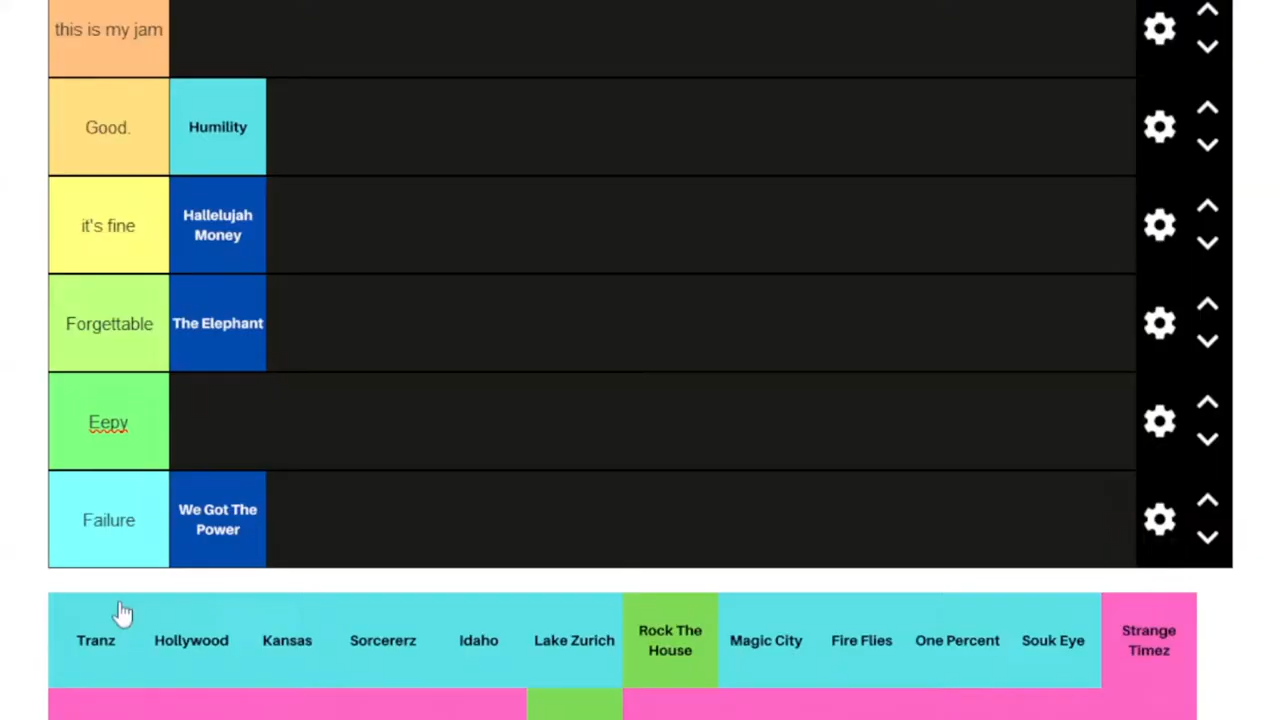 this is my jam
Good.
Humility
it's fine
Hallelujah
Money
Forgettable
The Elephant
Eepy
Failure
We Got The
Power
Tranz
Hollywood
Kansas
Sorcererz
Idaho
Lake Zurich
Rock The
House
Magic City
Fire Flies
One Percent
Souk Eye
Strange
Timez